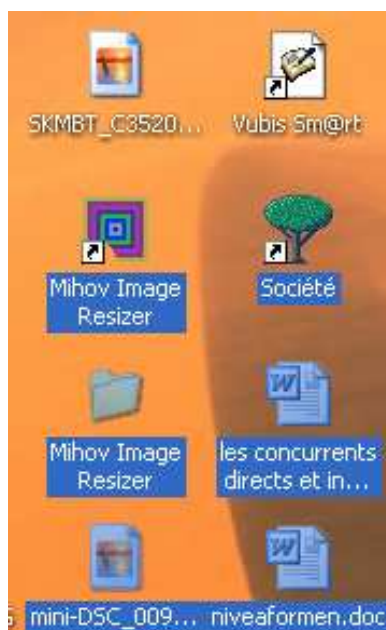 SKMBT_C3520...
Vubis Sm@rt
Mihov Image
Resizer
Société
Mihov Image
Resizer
les concurrents
directs et in...
mini-DSC_009...
niveaformen.doc